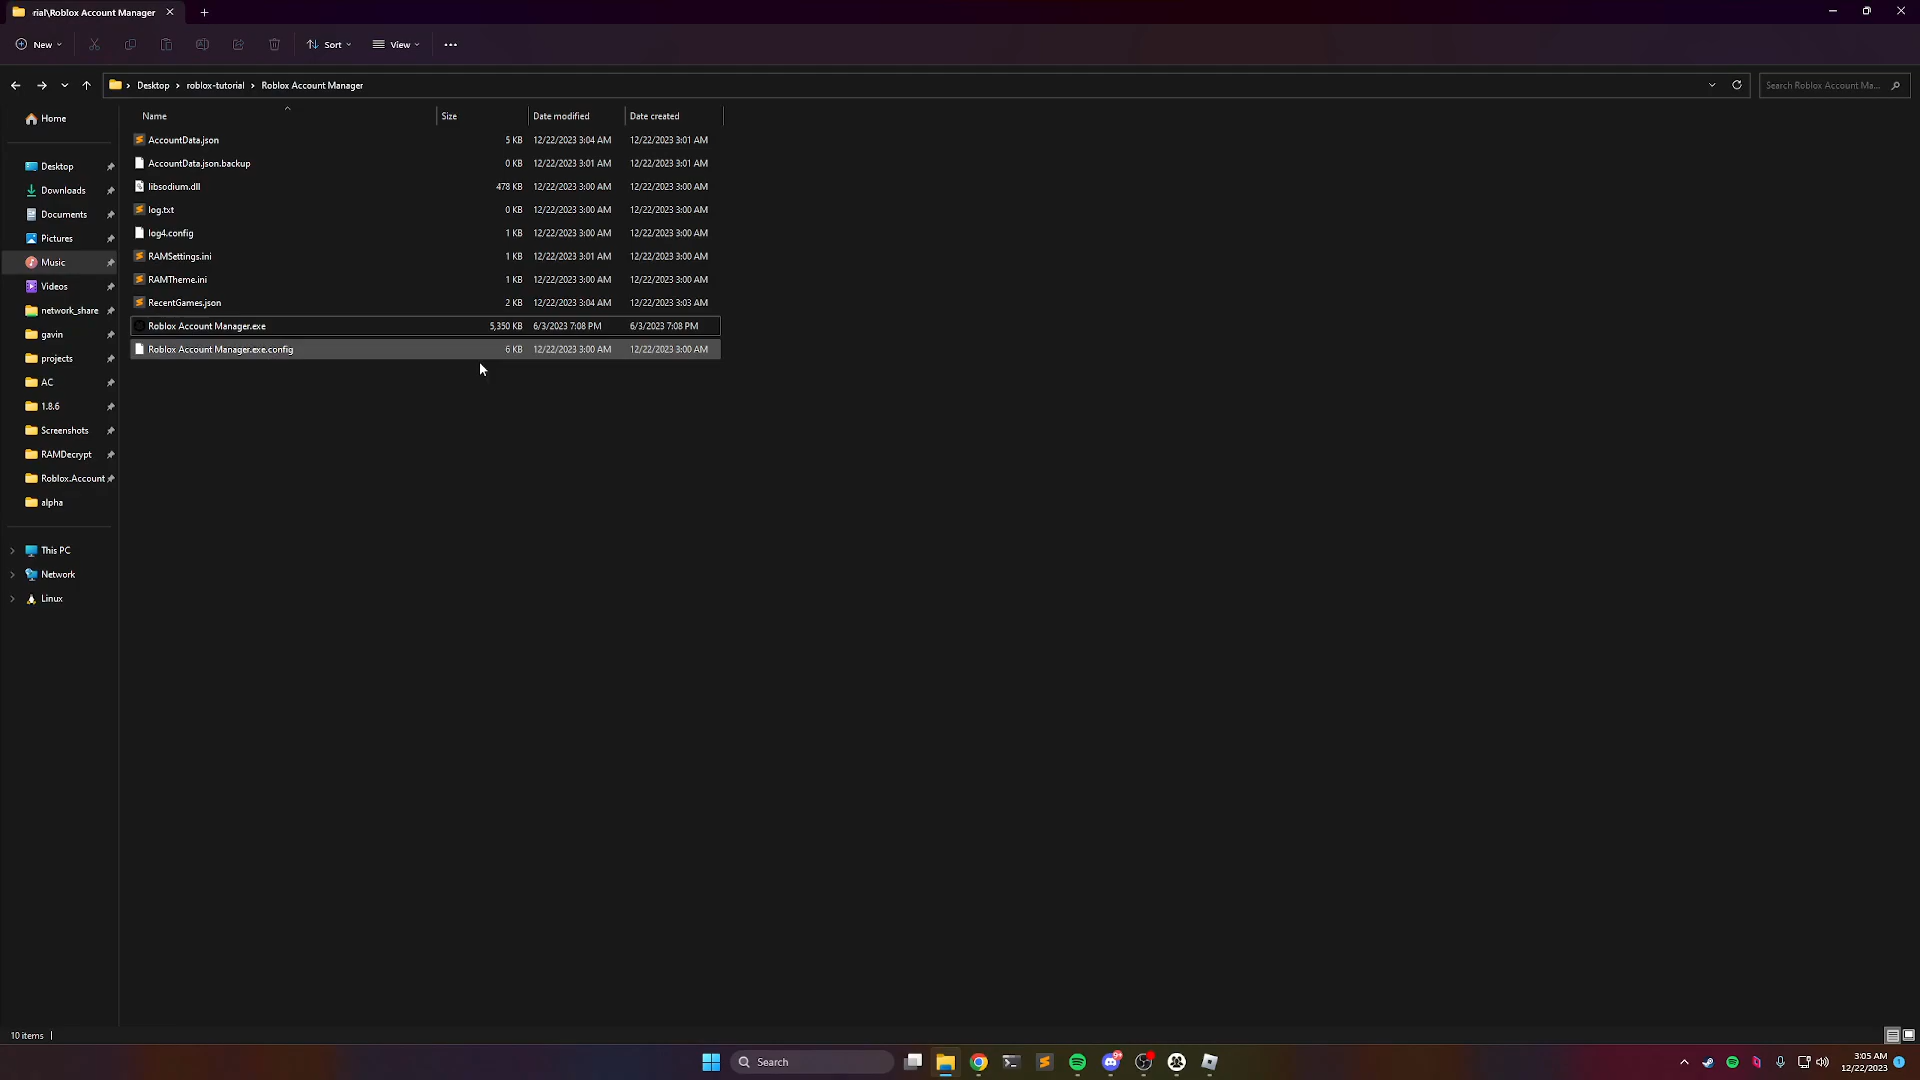 rial\Roblox Account Manager
New Sort View
Desktop roblox-tutorial Roblox Account Manager Search Roblox Account Ma...
Name Size Date modified Date created
AccountData.json 5 KB 12/22/2023 3:04 AM 12/22/2023 3:01 AM
AccountData.json.backup 0 KB 12/22/2023 3:01 AM 12/22/2023 3:01 AM
libsodium.dll 478 KB 12/22/2023 3:00 AM 12/22/2023 3:00 AM
log.txt 0 KB 12/22/2023 3:00 AM 12/22/2023 3:00 AM
log4.config 1 KB 12/22/2023 3:00 AM 12/22/2023 3:00 AM
RAMSettings.ini 1 KB 12/22/2023 3:01 AM 12/22/2023 3:00 AM
RAMTheme.ini 1 KB 12/22/2023 3:00 AM 12/22/2023 3:00 AM
RecentGames.json 2 KB 12/22/2023 3:04 AM 12/22/2023 3:03 AM
Roblox Account Manager.exe 5,350 KB 6/3/2023 7:08 PM 6/3/2023 7:08 PM
Roblox Account Manager.exe.config 6 KB 12/22/2023 3:00 AM 12/22/2023 3:00 AM
Home
Desktop
Downloads
Documents
Pictures
Music
Videos
network_share
gavin
projects
AC
1.8.6
Screenshots
RAMDecrypt
Roblox.Account
alpha
This PC
Network
Linux
10 items
Search
3:05 AM
12/22/2023
1